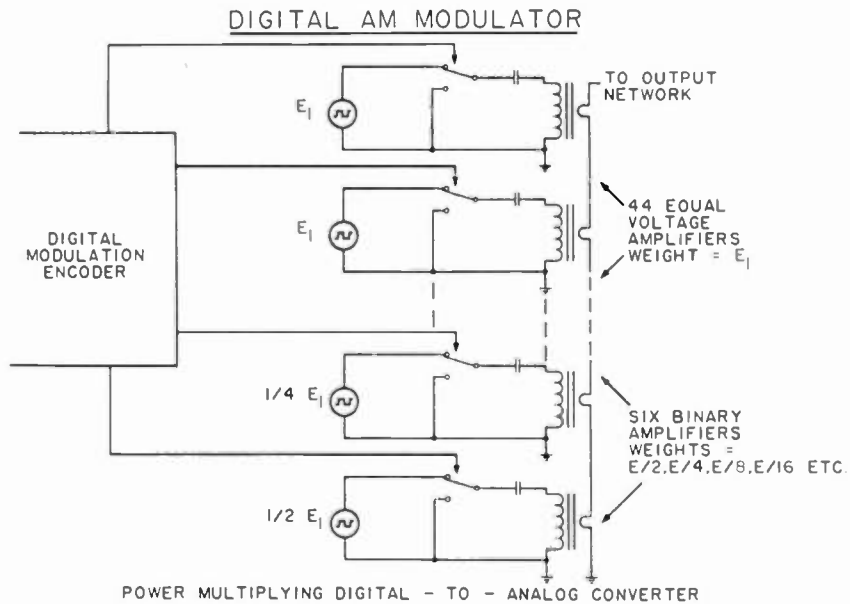 DIGITAL AM MODULATOR
TO OUTPUT
NETWORK
E1
E1
DIGITAL
MODULATION
ENCODER
44 EQUAL
VOLTAGE
AMPLIFIERS
WEIGHT = E1
1/4 E1
SIX BINARY
AMPLIFIERS
WEIGHTS =
E/2,E/4,E/8,E/16 ETC.
1/2 E1
POWER MULTIPLYING DIGITAL - TO - ANALOG CONVERTER